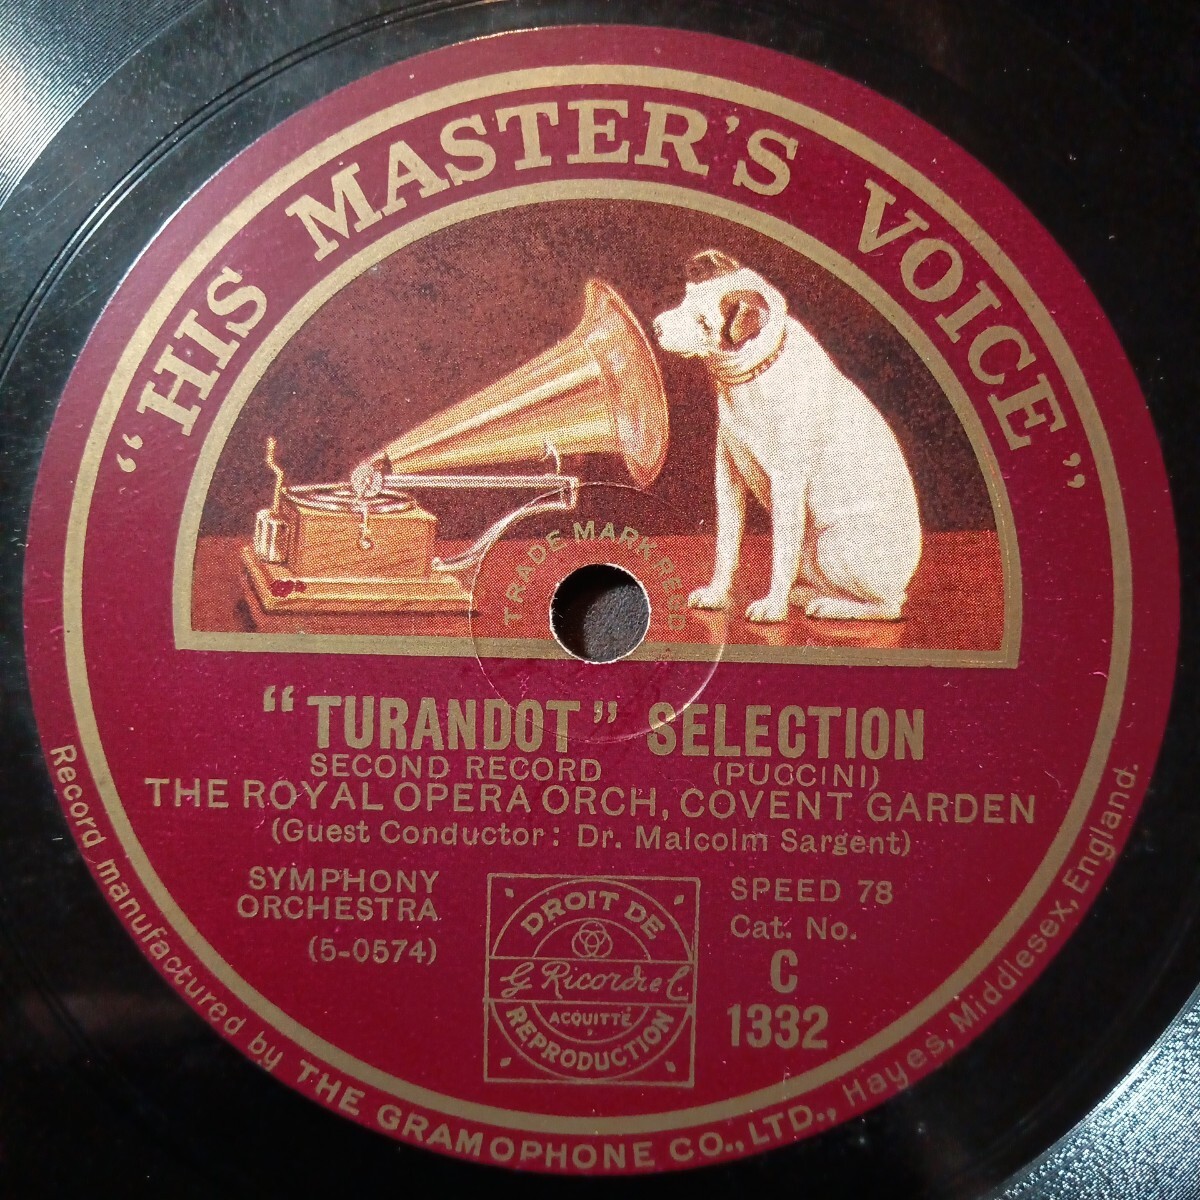 "HIS MASTER'S VOICE"
TRADE MARK.REGD
"TURANDOT" SELECTION
SECOND RECORD (PUCCINI)
THE ROYAL OPERA ORCH, COVENT GARDEN
(Guest Conductor: Dr. Malcolm Sargent)
SYMPHONY
ORCHESTRA
(5-0574)
DROIT DE
G Ricordi e C.
ACQUITTÉ
REPRODUCTION
SPEED 78
Cat. No.
C
1332
Record manufactured by THE GRAMOPHONE CO., LTD., Hayes, Middlesex, England.